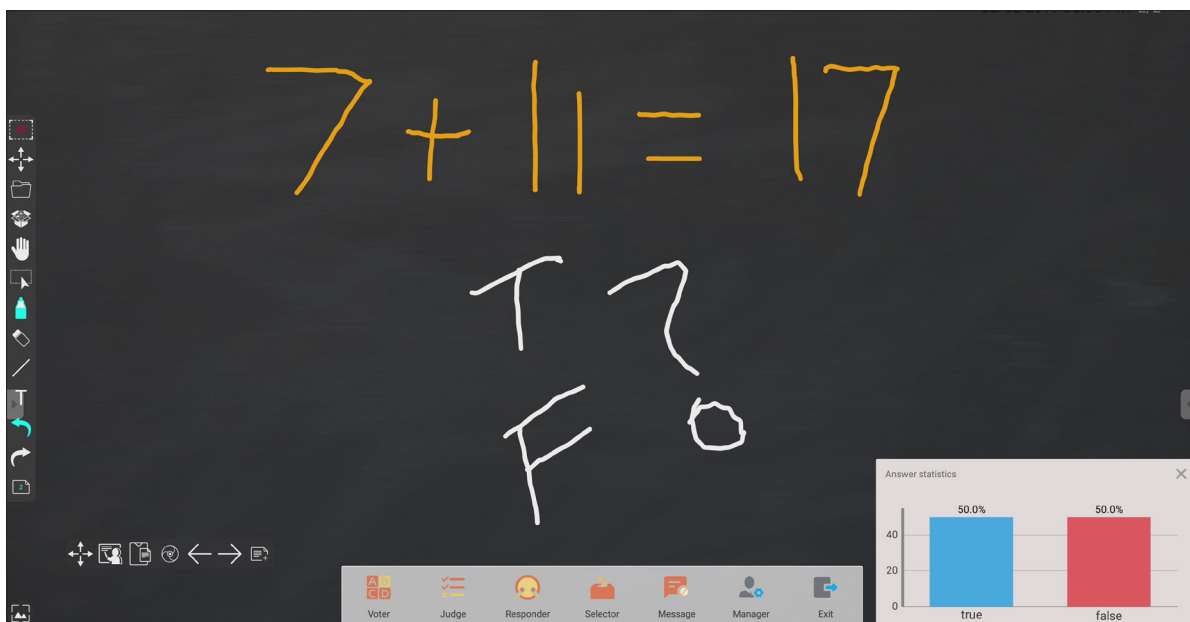 7 + 11 = 17
T ?
F
Answer statistics
50.0% 50.0%
40
20
0
true false
A B
C D
Voter Judge Responder Selector Message Manager Exit
T
2